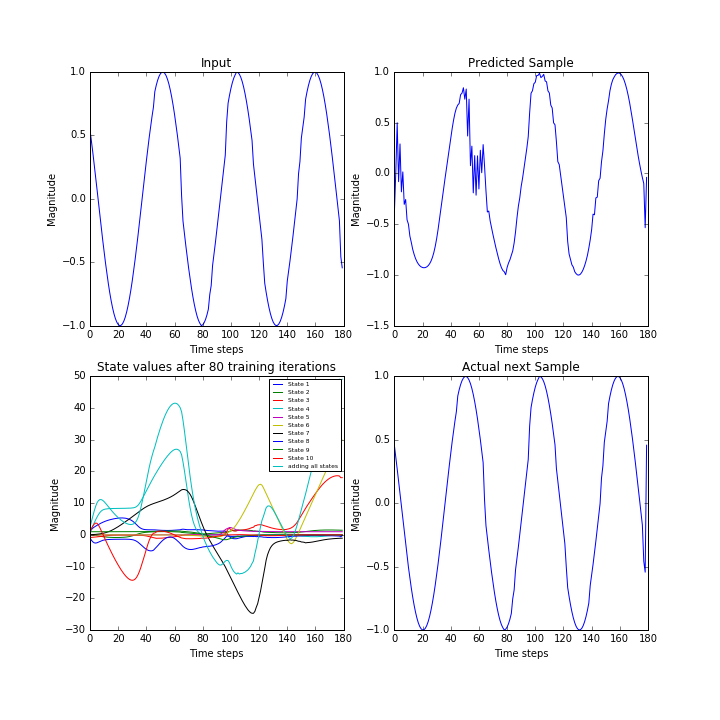 Input
Magnitude
1.0
0.5
0.0
−0.5
−1.0
0 20 40 60 80 100 120 140 160 180
Time steps
Predicted Sample
Magnitude
1.0
0.5
0.0
−0.5
−1.0
−1.5
0 20 40 60 80 100 120 140 160 180
Time steps
State values after 80 training iterations
Magnitude
50
40
30
20
10
0
−10
−20
−30
0 20 40 60 80 100 120 140 160 180
Time steps
State 1
State 2
State 3
State 4
State 5
State 6
State 7
State 8
State 9
State 10
adding all states
Actual next Sample
Magnitude
1.0
0.5
0.0
−0.5
−1.0
0 20 40 60 80 100 120 140 160 180
Time steps